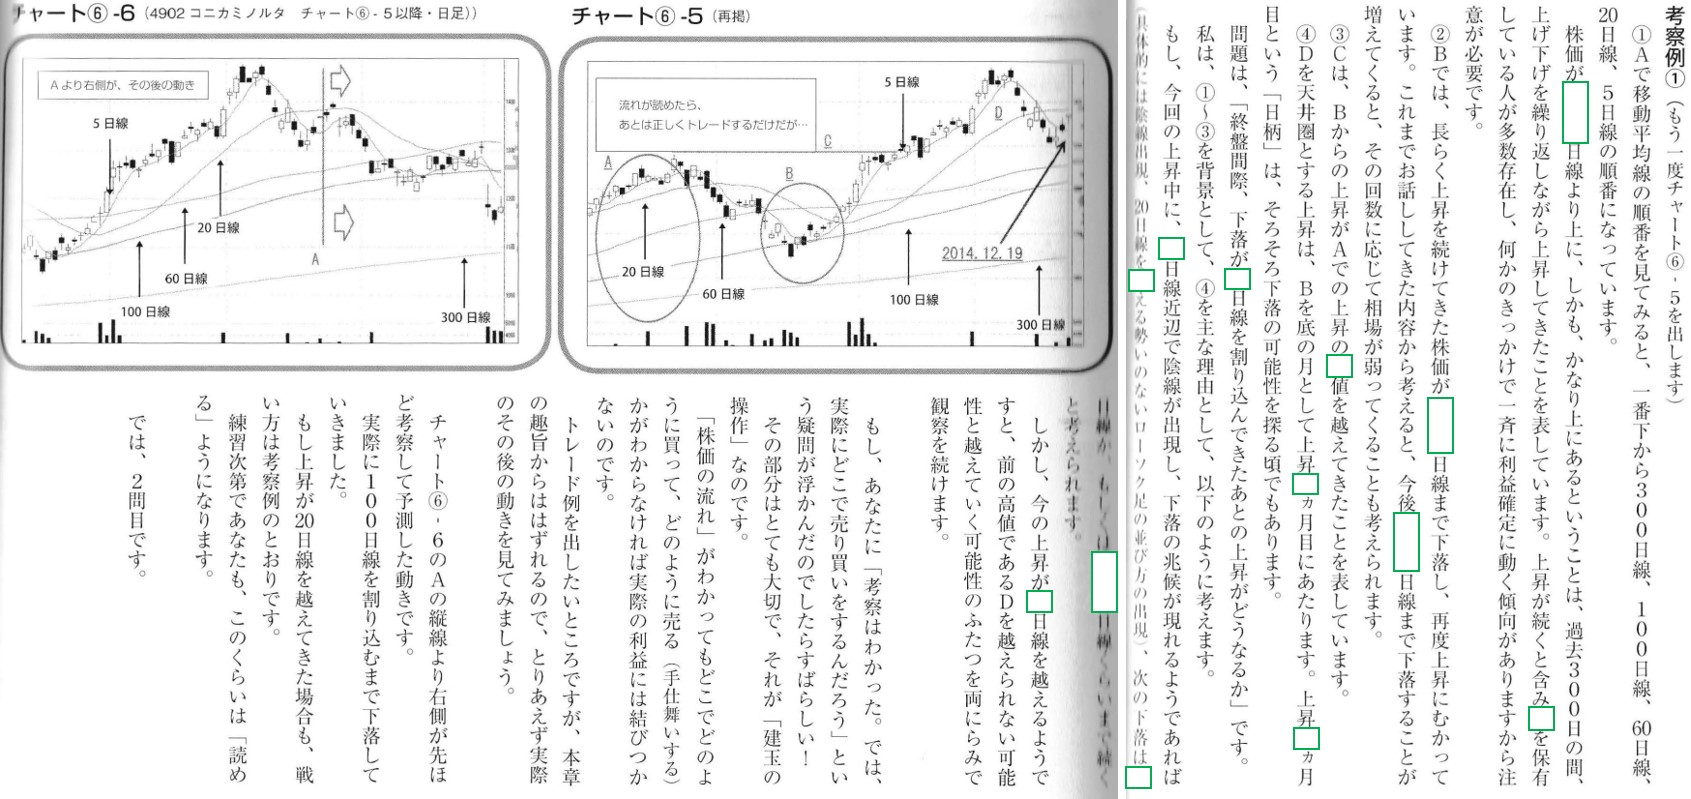 考察例①（もう一度チャート⑥-5を出します）
①Aで移動平均線の順番を見てみると、一番下から300日線、100日線、60日線、
20日線、5日線の順番になっています。
株価が 日線より上に、しかも、かなり上にあるということは、過去300日の間、
上げ下げを繰り返しながら上昇してきたことを表しています。上昇が続くと含み を保有
している人が多数存在し、何かのきっかけで一斉に利益確定に動く傾向がありますから注
意が必要です。
②Bでは、長らく上昇を続けてきた株価が 日線まで下落し、再度上昇にむかって
います。これまでお話ししてきた内容から考えると、今後 日線まで下落することが
増えてくると、その回数に応じて相場が弱ってくることも考えられます。
③Cは、Bからの上昇がAでの上昇の 値を越えてきたことを表しています。
④Dを天井圏とする上昇は、Bを底の月として上昇 ヵ月目にあたります。上昇 ヵ月
目という「日柄」は、そろそろ下落の可能性を探る頃でもあります。
問題は、「終盤間際、下落が 日線を割り込んできたあとの上昇がどうなるか」です。
私は、①〜③を背景として、④を主な理由として、以下のように考えます。
もし、今回の上昇中に、 日線近辺で陰線が出現し、下落の兆候が現れるようであれば
（具体的には陰線出現、20日線を える勢いのないローソク足の並び方の出現）、次の下落は
日線か、もしくは 日線くらいまで続く
と考えられます。
しかし、今の上昇が 日線を越えるようで
すと、前の高値であるDを越えられない可能
性と越えていく可能性のふたつを両にらみで
観察を続けます。
もし、あなたに「考察はわかった。では、
実際にどこで売り買いをするんだろう」とい
う疑問が浮かんだのでしたらすばらしい！
その部分はとても大切で、それが「建玉の
操作」なのです。
「株価の流れ」がわかってもどこでどのよ
うに買って、どのように売る（手仕舞いする）
かがわからなければ実際の利益には結びつか
ないのです。
トレード例を出したいところですが、本章
の趣旨からははずれるので、とりあえず実際
のその後の動きを見てみましょう。
チャート⑥-6のAの縦線より右側が先ほ
ど考察して予測した動きです。
実際に100日線を割り込むまで下落して
いきました。
もし上昇が20日線を越えてきた場合も、戦
い方は考察例のとおりです。
練習次第であなたも、このくらいは「読め
る」ようになります。
では、2問目です。
チャート⑥-5（再掲）
流れが読めたら、
あとは正しくトレードするだけだが…
5日線
A
B
C
D
20日線
60日線
100日線
300日線
2014.12.19
チャート⑥-6（4902 コニカミノルタ チャート⑥-5以降・日足））
Aより右側が、その後の動き
5日線
20日線
60日線
100日線
300日線
A